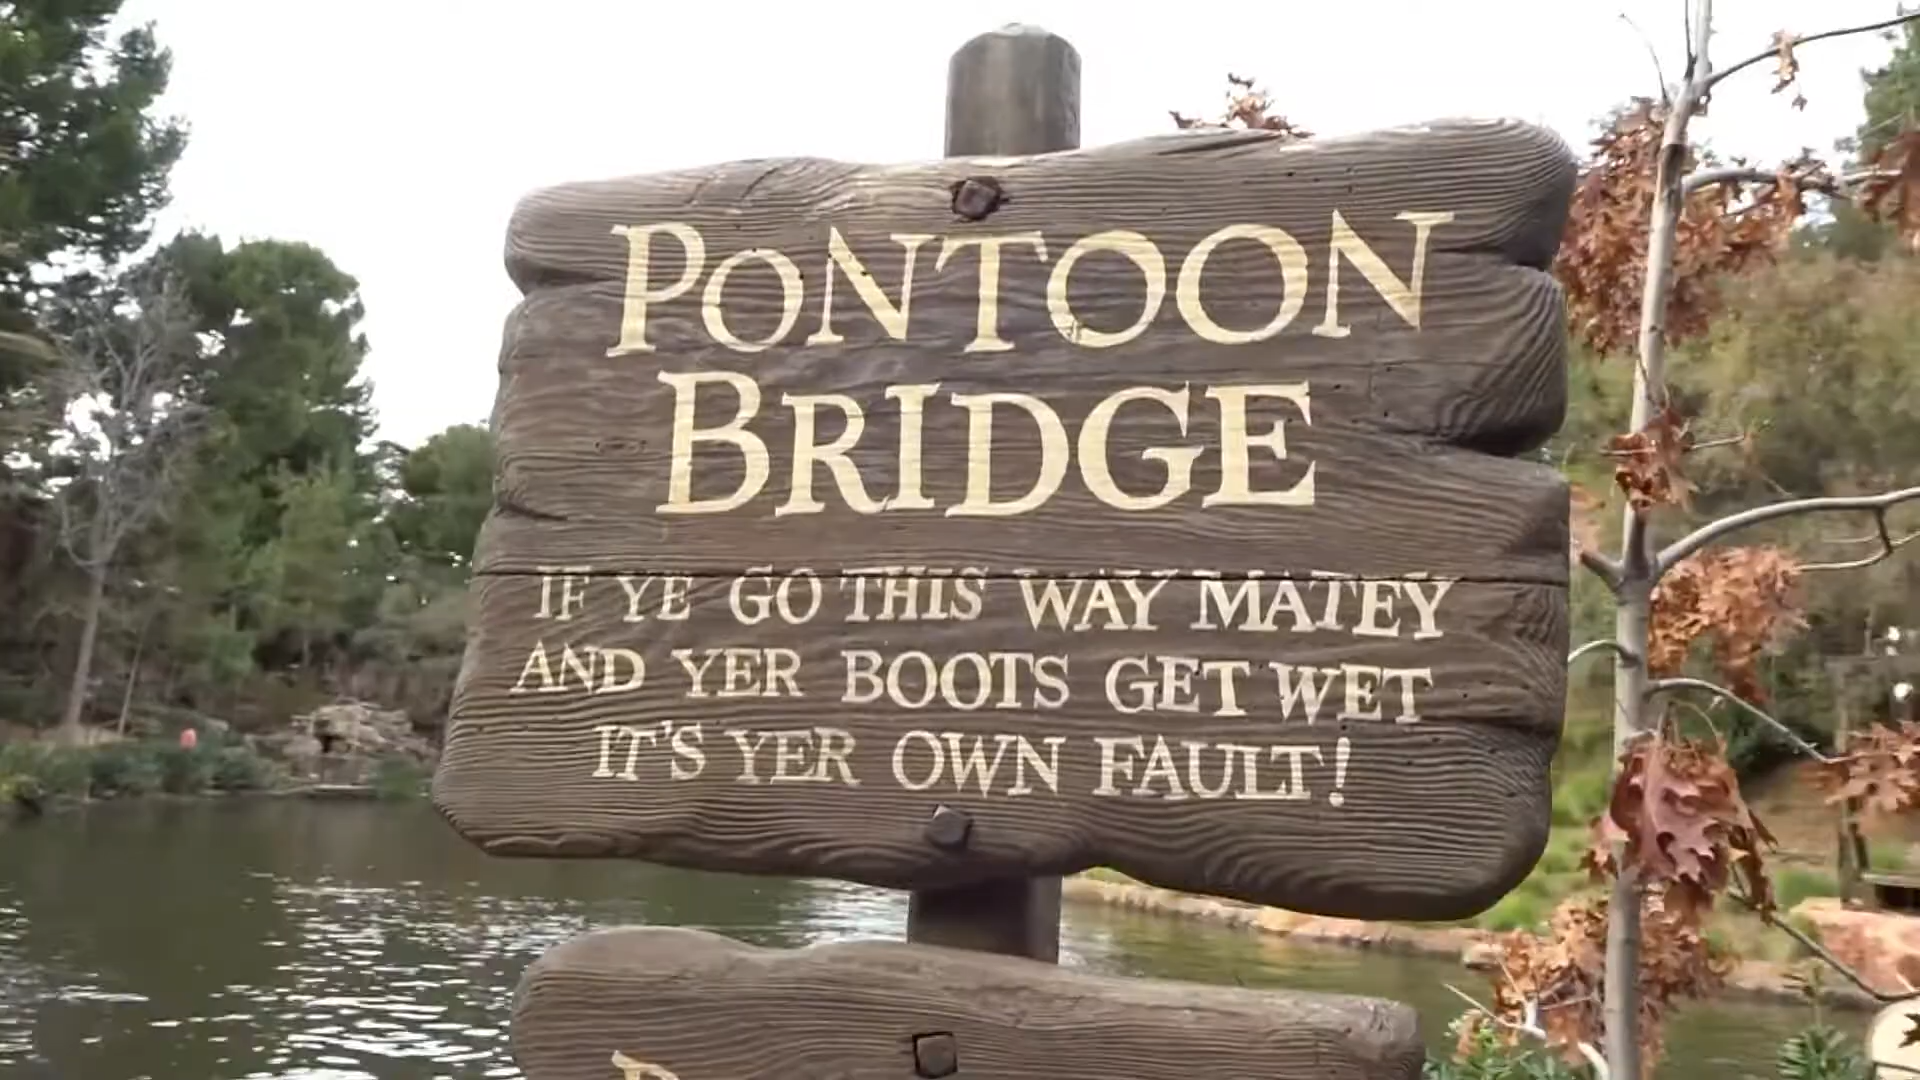 PONTOON
BRIDGE
IF YE GO THIS WAY MATEY
AND YER BOOTS GET WET
IT'S YER OWN FAULT!